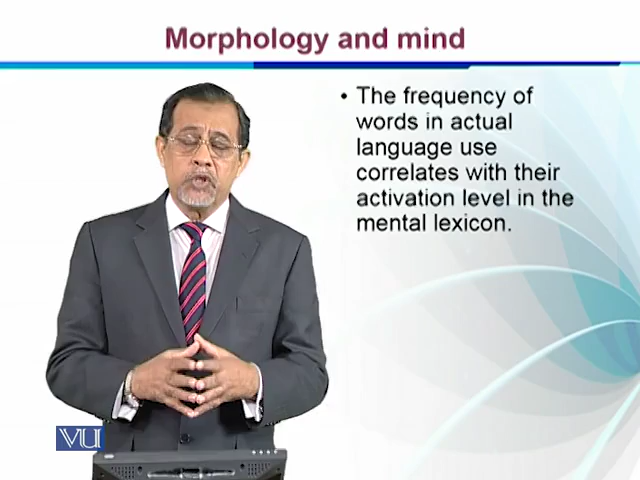 Morphology and mind
• The frequency of
words in actual
language use
correlates with their
activation level in the
mental lexicon.
VU